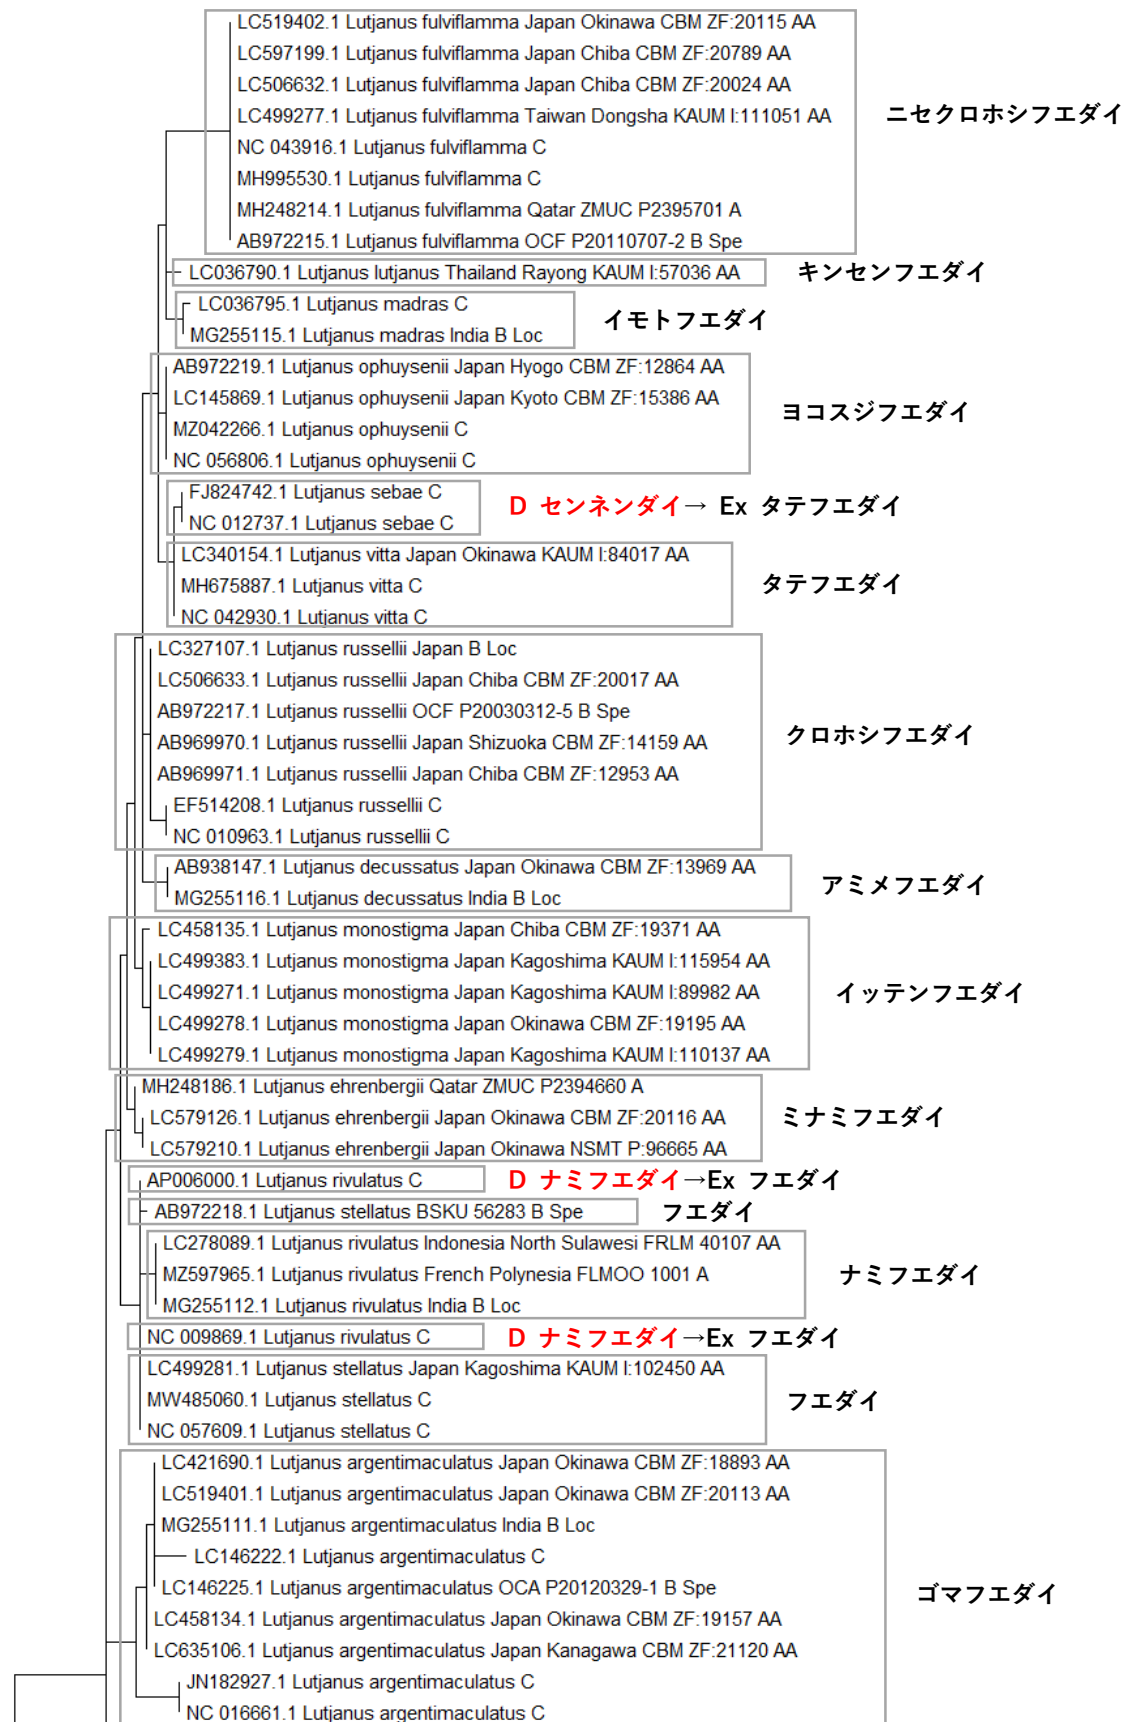 LC519402.1 Lutjanus fulviflamma Japan Okinawa CBM ZF:20115 AA
LC597199.1 Lutjanus fulviflamma Japan Chiba CBM ZF:20789 AA
LC506632.1 Lutjanus fulviflamma Japan Chiba CBM ZF:20024 AA
LC499277.1 Lutjanus fulviflamma Taiwan Dongsha KAUM I:111051 AA
ニセクロホシフエダイ
NC 043916.1 Lutjanus fulviflamma C
MH995530.1 Lutjanus fulviflamma C
MH248214.1 Lutjanus fulviflamma Qatar ZMUC P2395701 A
AB972215.1 Lutjanus fulviflamma OCF P20110707-2 B Spe
LC036790.1 Lutjanus lutjanus Thailand Rayong KAUM I:57036 AA
キンセンフエダイ
LC036795.1 Lutjanus madras C
イモトフエダイ
MG255115.1 Lutjanus madras India B Loc
AB972219.1 Lutjanus ophuysenii Japan Hyogo CBM ZF:12864 AA
LC145869.1 Lutjanus ophuysenii Japan Kyoto CBM ZF:15386 AA
ヨコスジフエダイ
MZ042266.1 Lutjanus ophuysenii C
NC 056806.1 Lutjanus ophuysenii C
FJ824742.1 Lutjanus sebae C
D センネンダイ→ Ex タテフエダイ
NC 012737.1 Lutjanus sebae C
LC340154.1 Lutjanus vitta Japan Okinawa KAUM I:84017 AA
MH675887.1 Lutjanus vitta C
タテフエダイ
NC 042930.1 Lutjanus vitta C
LC327107.1 Lutjanus russellii Japan B Loc
LC506633.1 Lutjanus russellii Japan Chiba CBM ZF:20017 AA
AB972217.1 Lutjanus russellii OCF P20030312-5 B Spe
クロホシフエダイ
AB969970.1 Lutjanus russellii Japan Shizuoka CBM ZF:14159 AA
AB969971.1 Lutjanus russellii Japan Chiba CBM ZF:12953 AA
EF514208.1 Lutjanus russellii C
NC 010963.1 Lutjanus russellii C
AB938147.1 Lutjanus decussatus Japan Okinawa CBM ZF:13969 AA
アミメフエダイ
MG255116.1 Lutjanus decussatus India B Loc
LC458135.1 Lutjanus monostigma Japan Chiba CBM ZF:19371 AA
LC499383.1 Lutjanus monostigma Japan Kagoshima KAUM I:115954 AA
LC499271.1 Lutjanus monostigma Japan Kagoshima KAUM I:89982 AA
イッテンフエダイ
LC499278.1 Lutjanus monostigma Japan Okinawa CBM ZF:19195 AA
LC499279.1 Lutjanus monostigma Japan Kagoshima KAUM I:110137 AA
MH248186.1 Lutjanus ehrenbergii Qatar ZMUC P2394660 A
LC579126.1 Lutjanus ehrenbergii Japan Okinawa CBM ZF:20116 AA
ミナミフエダイ
LC579210.1 Lutjanus ehrenbergii Japan Okinawa NSMT P:96665 AA
AP006000.1 Lutjanus rivulatus C
D ナミフエダイ→Ex フエダイ
AB972218.1 Lutjanus stellatus BSKU 56283 B Spe
フエダイ
LC278089.1 Lutjanus rivulatus Indonesia North Sulawesi FRLM 40107 AA
MZ597965.1 Lutjanus rivulatus French Polynesia FLMOO 1001 A
ナミフエダイ
MG255112.1 Lutjanus rivulatus India B Loc
NC 009869.1 Lutjanus rivulatus C
D ナミフエダイ→Ex フエダイ
LC499281.1 Lutjanus stellatus Japan Kagoshima KAUM I:102450 AA
MW485060.1 Lutjanus stellatus C
フエダイ
NC 057609.1 Lutjanus stellatus C
LC421690.1 Lutjanus argentimaculatus Japan Okinawa CBM ZF:18893 AA
LC519401.1 Lutjanus argentimaculatus Japan Okinawa CBM ZF:20113 AA
MG255111.1 Lutjanus argentimaculatus India B Loc
LC146222.1 Lutjanus argentimaculatus C
LC146225.1 Lutjanus argentimaculatus OCA P20120329-1 B Spe
ゴマフエダイ
LC458134.1 Lutjanus argentimaculatus Japan Okinawa CBM ZF:19157 AA
LC635106.1 Lutjanus argentimaculatus Japan Kanagawa CBM ZF:21120 AA
JN182927.1 Lutjanus argentimaculatus C
NC 016661.1 Lutjanus argentimaculatus C